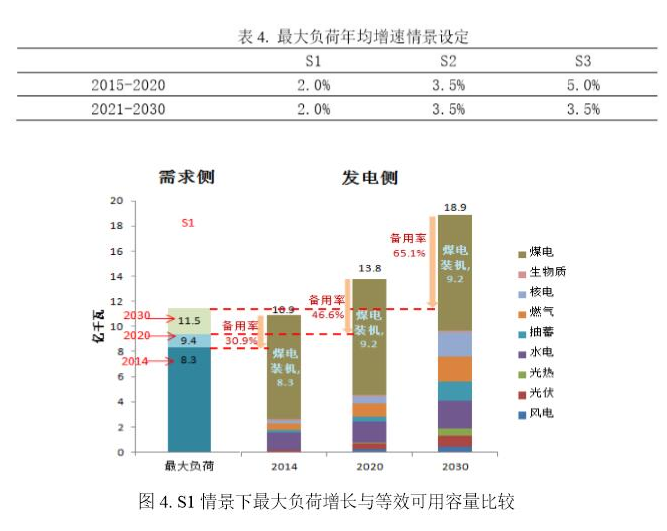 表 4. 最大负荷年均增速情景设定
S1 S2 S3
2015-2020 2.0% 3.5% 5.0%
2021-2030 2.0% 3.5% 3.5%
需求侧 发电侧
亿千瓦
20
18
16
14
12
10
8
6
4
2
0
S1
2030
11.5
2020
9.4
2014
8.3
最大负荷
10.9
备用率
30.9%
煤电
装机,
8.3
2014
13.8
备用率
46.6%
煤电
装机,
9.2
2020
18.9
备用率
65.1%
煤电
装机,
9.2
2030
煤电
生物质
核电
燃气
抽蓄
水电
光热
光伏
风电
图 4. S1 情景下最大负荷增长与等效可用容量比较